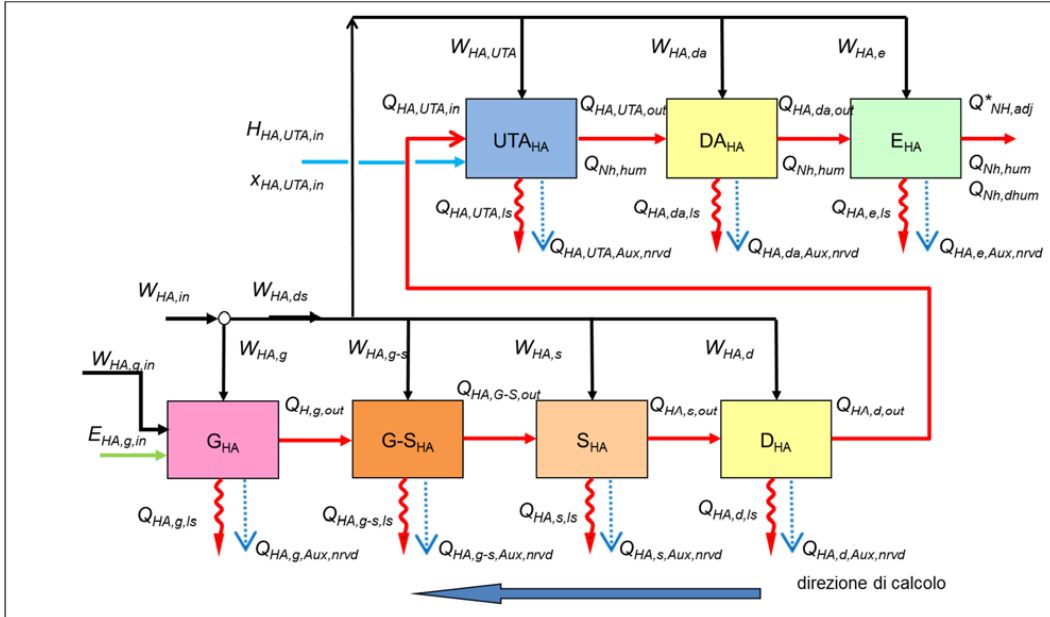 W_HA,UTA W_HA,da W_HA,e
Q_HA,UTA,in Q_HA,UTA,out Q_HA,da,out Q*_NH,adj
H_HA,UTA,in
UTA_HA DA_HA E_HA
x_HA,UTA,in
Q_Nh,hum Q_Nh,hum Q_Nh,hum
Q_Nh,dhum
Q_HA,UTA,ls Q_HA,da,ls Q_HA,e,ls
Q_HA,UTA,Aux,nrvd Q_HA,da,Aux,nrvd Q_HA,e,Aux,nrvd
W_HA,in W_HA,ds
W_HA,g W_HA,g-s W_HA,s W_HA,d
W_HA,g,in
Q_H,g,out Q_HA,G-S,out Q_HA,s,out Q_HA,d,out
E_HA,g,in
G_HA G-S_HA S_HA D_HA
Q_HA,g,ls Q_HA,g-s,ls Q_HA,s,ls Q_HA,d,ls
Q_HA,g,Aux,nrvd Q_HA,g-s,Aux,nrvd Q_HA,s,Aux,nrvd Q_HA,d,Aux,nrvd
direzione di calcolo